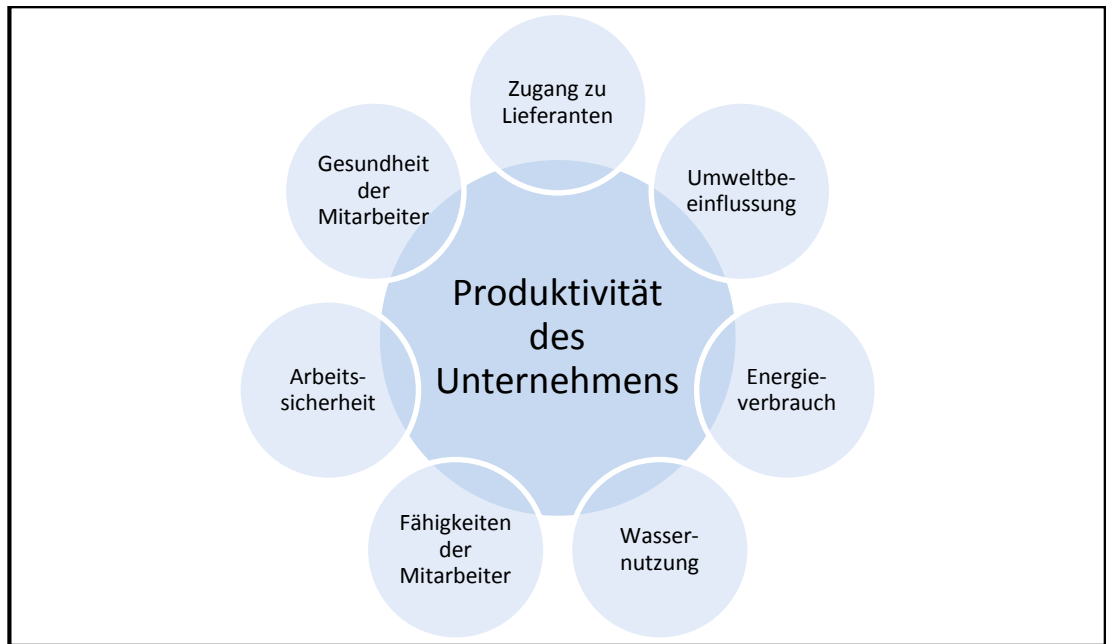 Zugang zu
Lieferanten
Umweltbe-
einflussung
Energie-
verbrauch
Wasser-
nutzung
Fähigkeiten
der
Mitarbeiter
Arbeits-
sicherheit
Gesundheit
der
Mitarbeiter
Produktivität
des
Unternehmens